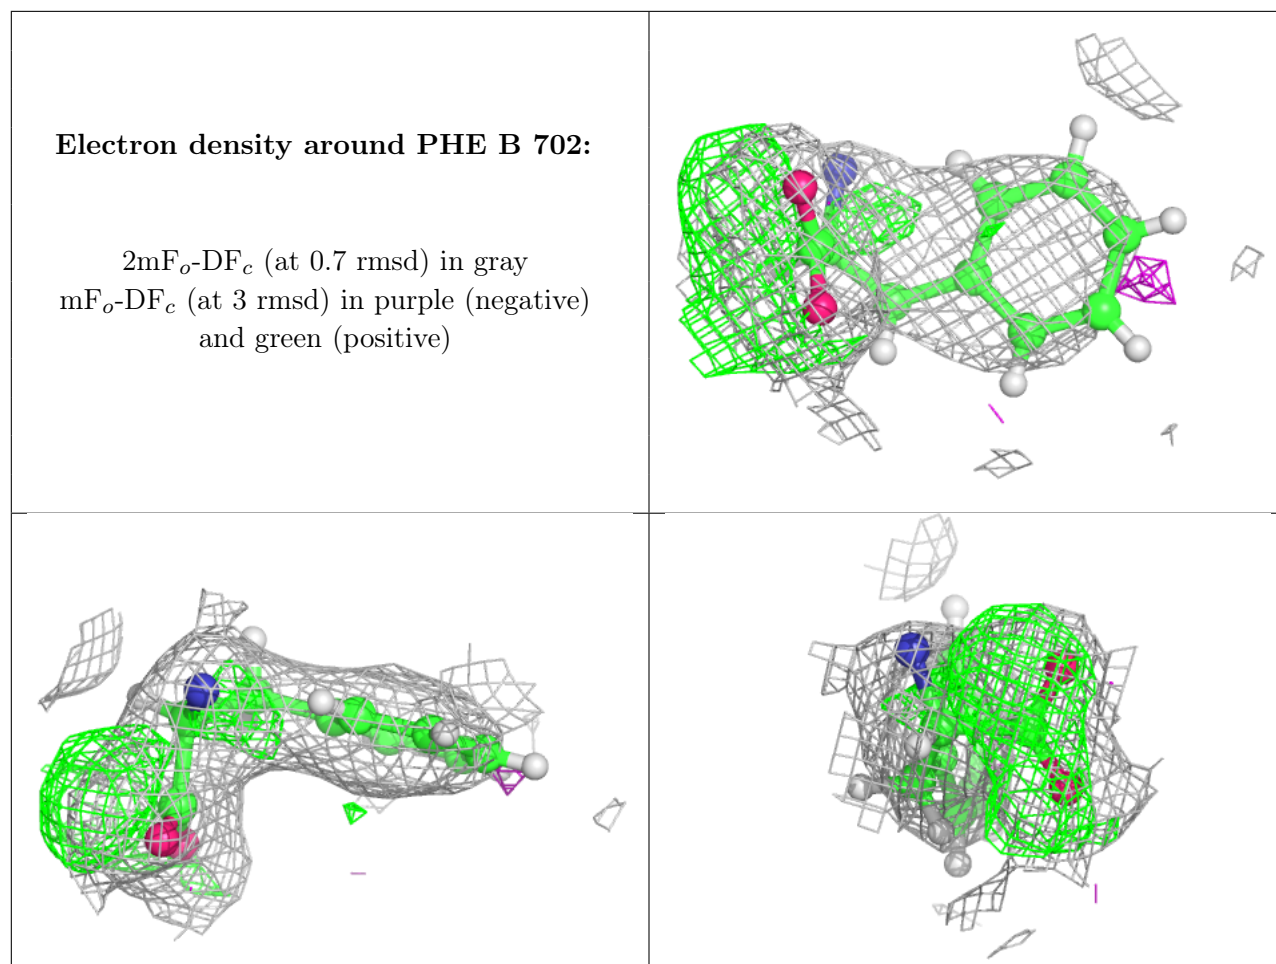 Electron density around PHE B 702:
2mFo-DFc (at 0.7 rmsd) in gray
mFo-DFc (at 3 rmsd) in purple (negative)
and green (positive)